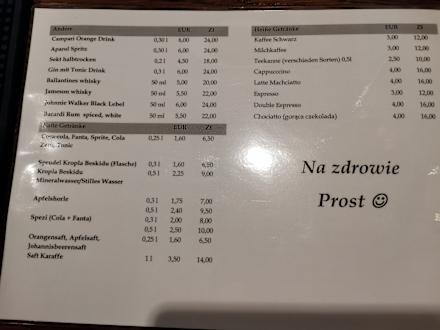 Andere EUR Zł
Campari Orange Drink 0,30 l 6,00 24,00
Aparol Spritz 0,50 l 6,00 24,00
Sekt halbtrocken 0,2 l 4,50 18,00
Gin mit Tonic Drink 0,3 l 6,00 24,00
Ballantines whisky 50 ml 5,00 20,00
Jameson whisky 50 ml 5,50 22,00
Johnnie Walker Black Lebel 50 ml 6,00 24,00
Bacardi Rum spiced, white 50 ml 5,50 22,00
Kalte Getränke EUR Zł
Coca-cola, Fanta, Sprite, Cola 0,25 l 1,60 6,50
Zero, Tonic
Sprudel Kropla Beskidu (Flasche) 0,3 l 1,60 6,50
Kropla Beskidu 0,5 l 2,25 9,00
Mineralwasser/Stilles Wasser
Apfelshorle 0,3 l 1,75 7,00
0,5 l 2,40 9,50
Spezi (Cola + Fanta) 0,3 l 2,00 8,00
0,5 l 2,50 10,00
Orangensaft, Apfelsaft, 0,25 l 1,60 6,50
Johannisbeerensaft
Saft Karaffe 1 l 3,50 14,00
Heiße Getränke EUR Zł
Kaffee Schwarz 3,00 12,00
Milchkaffee 3,00 12,00
Teekanne (verschieden Sorten) 0,5l 2,50 10,00
Cappuccino 4,00 16,00
Latte Machciatto 4,00 16,00
Espresso 3,00 12,00
Double Espresso 4,00 16,00
Chociatto (gorąca czekolada) 4,00 16,00
Na zdrowie
Prost ☺